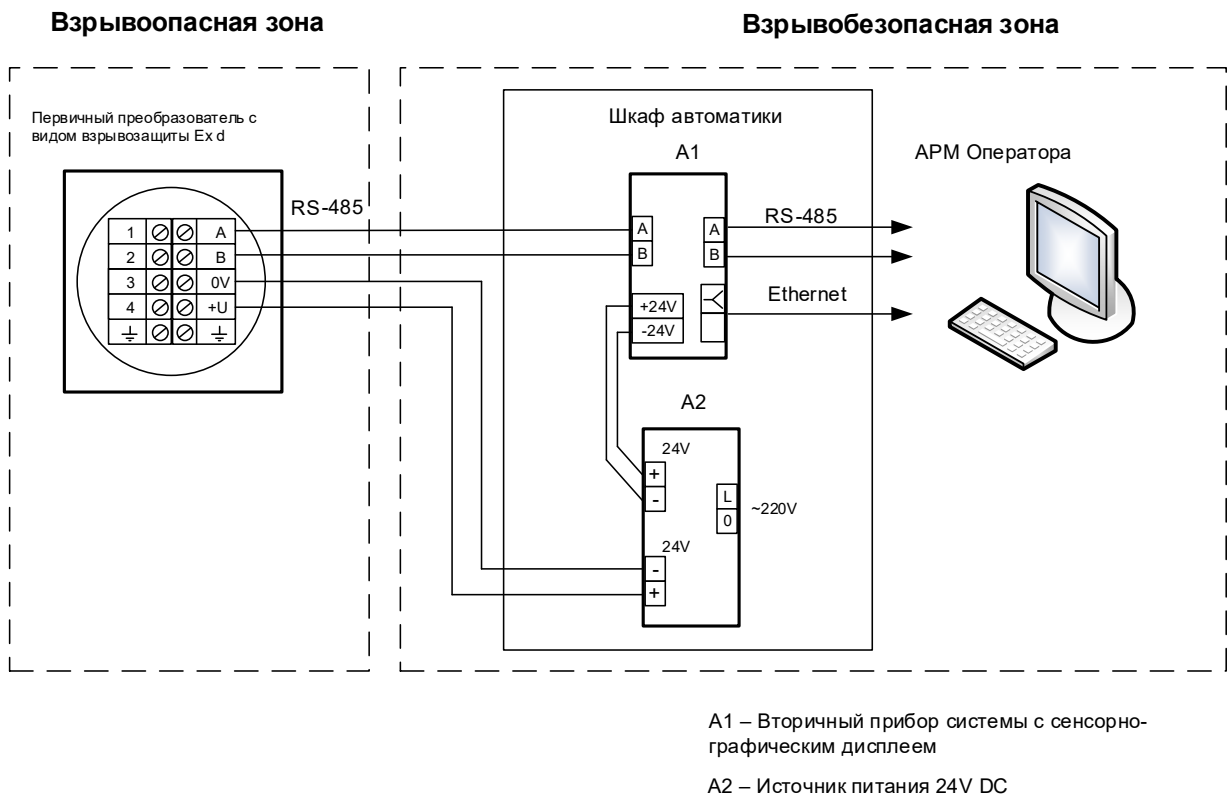 Взрывоопасная зона
Взрывобезопасная зона
Первичный преобразователь с
видом взрывозащиты Ex d
1
A
2
B
3
0V
4
+U
RS-485
Шкаф автоматики
A1
A
B
A
B
+24V
-24V
RS-485
Ethernet
АРМ Оператора
A2
24V
+
-
24V
-
+
L
0
~220V
A1 – Вторичный прибор системы с сенсорно-
графическим дисплеем
A2 – Источник питания 24V DC